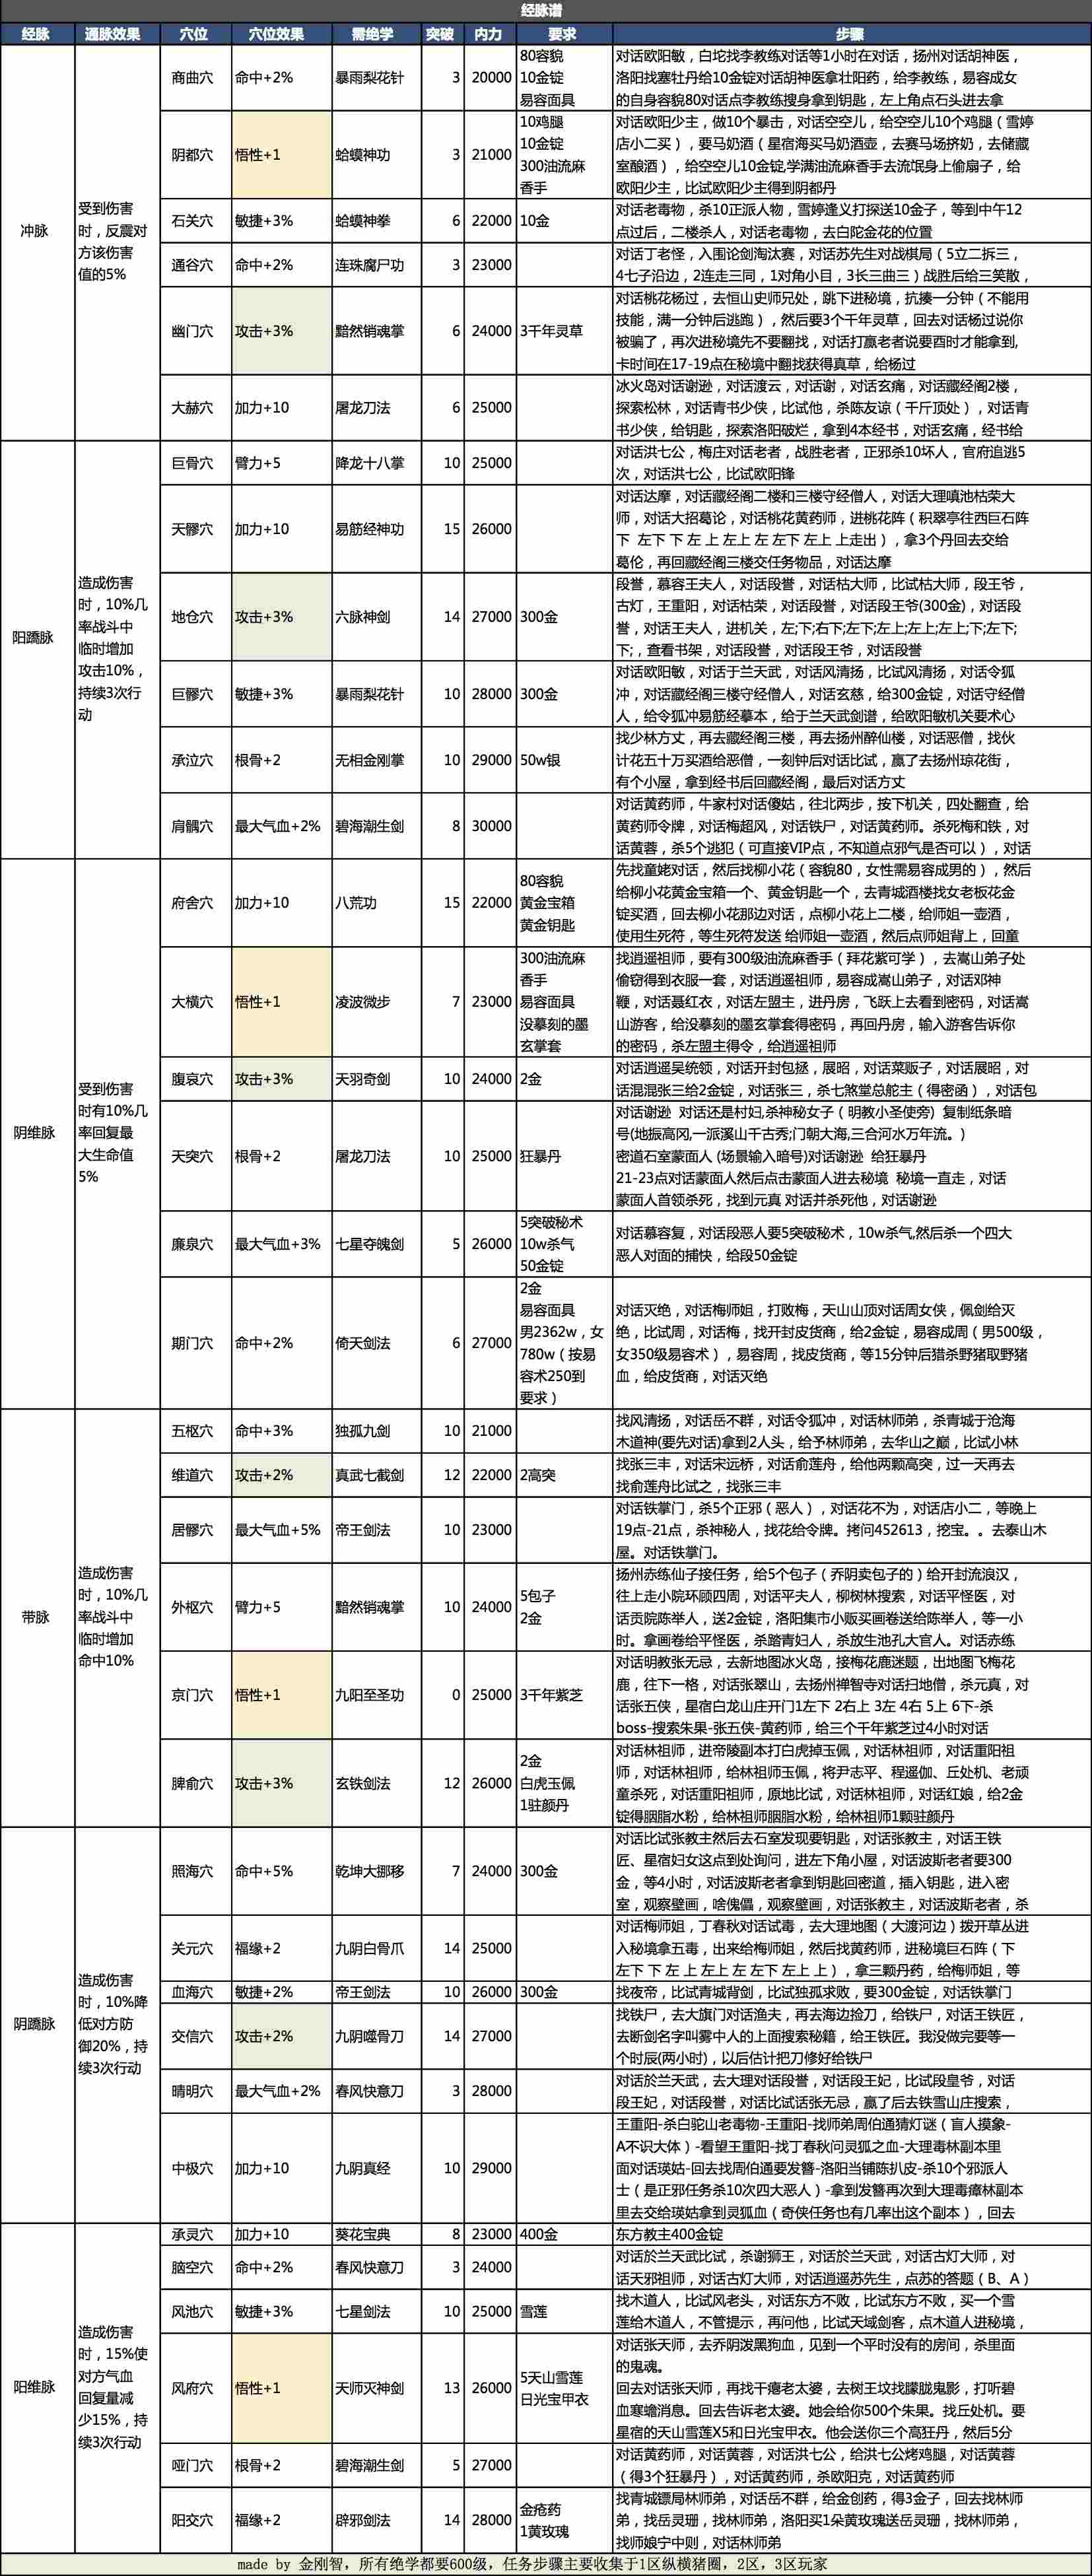 经脉谱
经脉 通脉效果 穴位 穴位效果 需绝学 突破 内力 要求 步骤
冲脉
受到伤害
时，反震对
方该伤害
值的5%
商曲穴 命中+2% 暴雨梨花针 3 20000
80容貌
10金锭
易容面具
对话欧阳敏，白坨找李教练对话等1小时在对话，扬州对话胡神医，
洛阳找塞牡丹给10金锭对话胡神医拿壮阳药，给李教练，易容成女
的自身容貌80对话点李教练搜身拿到钥匙，左上角点石头进去拿
阴都穴 悟性+1 蛤蟆神功 3 21000
10鸡腿
10金锭
300油流麻
香手
对话欧阳少主，做10个暴击，对话空空儿，给空空儿10个鸡腿（雪婷
店小二买），要马奶酒（星宿海买马奶酒壶，去赛马场挤奶，去储藏
室酿酒），给空空儿10金锭,学满油流麻香手去流氓身上偷扇子，给
欧阳少主，比试欧阳少主得到阴都丹
石关穴 敏捷+3% 蛤蟆神拳 6 22000 10金
对话老毒物，杀10正派人物，雪婷逢义打探送10金子，等到中午12
点过后，二楼杀人，对话老毒物，去白陀金花的位置
通谷穴 命中+2% 连珠腐尸功 3 23000
对话丁老怪，入围论剑淘汰赛，对话苏先生对战棋局（5立二拆三，
4七子沿边，2连走三同，1对角小目，3长三曲三）战胜后给三笑散，
幽门穴 攻击+3% 黯然销魂掌 6 24000 3千年灵草
对话桃花杨过，去恒山史师兄处，跳下进秘境，抗揍一分钟（不能用
技能，满一分钟后逃跑），然后要3个千年灵草，回去对话杨过说你
被骗了，再次进秘境先不要翻找，对话打赢老者说要酉时才能拿到,
卡时间在17-19点在秘境中翻找获得真草，给杨过
大赫穴 加力+10 屠龙刀法 6 25000
冰火岛对话谢逊，对话渡云，对话谢，对话玄痛，对话藏经阁2楼，
探索松林，对话青书少侠，比试他，杀陈友谅（千斤顶处），对话青
书少侠，给钥匙，探索洛阳破烂，拿到4本经书，对话玄痛，经书给
阳蹻脉
造成伤害
时，10%几
率战斗中
临时增加
攻击10%，
持续3次行
动
巨骨穴 臂力+5 降龙十八掌 10 25000
对话洪七公，梅庄对话老者，战胜老者，正邪杀10坏人，官府追逃5
次，对话洪七公，比试欧阳锋
天髎穴 加力+10 易筋经神功 15 26000
对话达摩，对话藏经阁二楼和三楼守经僧人，对话大理嗔池枯荣大
师，对话大招葛论，对话桃花黄药师，进桃花阵（积翠亭往西巨石阵
下 左下 下 左 上 左上 左 左下 左上 上走出），拿3个丹回去交给
葛伦，再回藏经阁三楼交任务物品，对话达摩
地仓穴 攻击+3% 六脉神剑 14 27000 300金
段誉，慕容王夫人，对话段誉，对话枯大师，比试枯大师，段王爷，
古灯，王重阳，对话枯荣，对话段誉，对话段王爷(300金)，对话段
誉，对话王夫人，进机关，左;下;右下;左下;左上;左上;左上;下;左下;
下;，查看书架，对话段誉，对话段王爷，对话段誉
巨髎穴 敏捷+3% 暴雨梨花针 10 28000 300金
对话欧阳敏，对话于兰天武，对话风清扬，比试风清扬，对话令狐
冲，对话藏经阁三楼守经僧人，对话玄慈，给300金锭，对话守经僧
人，给令狐冲易筋经摹本，给于兰天武剑谱，给欧阳敏机关要术心
承泣穴 根骨+2 无相金刚掌 10 29000 50w银
找少林方丈，再去藏经阁三楼，再去扬州醉仙楼，对话恶僧，找伙
计花五十万买酒给恶僧，一刻钟后对话比试，赢了去扬州琼花街，
有个小屋，拿到经书后回藏经阁，最后对话方丈
肩髃穴 最大气血+2% 碧海潮生剑 8 30000
对话黄药师，牛家村对话傻姑，往北两步，按下机关，四处翻查，给
黄药师令牌，对话梅超风，对话铁尸，对话黄药师。杀死梅和铁，对
话黄蓉，杀5个逃犯（可直接VIP点，不知道点邪气是否可以），对话
阴维脉
受到伤害
时有10%几
率回复最
大生命值
5%
府舍穴 加力+10 八荒功 15 22000
80容貌
黄金宝箱
黄金钥匙
先找童姥对话，然后找柳小花（容貌80，女性需易容成男的），然后
给柳小花黄金宝箱一个、黄金钥匙一个，去青城酒楼找女老板花金
锭买酒，回去柳小花那边对话，点柳小花上二楼，给师姐一壶酒，
使用生死符，等生死符发送 给师姐一壶酒，然后点师姐背上，回童
大横穴 悟性+1 凌波微步 7 23000
300油流麻
香手
易容面具
没摹刻的墨
玄掌套
找逍遥祖师，要有300级油流麻香手（拜花紫可学），去嵩山弟子处
偷窃得到衣服一套，对话逍遥祖师，易容成嵩山弟子，对话邓神
鞭，对话聂红衣，对话左盟主，进丹房，飞跃上去看到密码，对话嵩
山游客，给没摹刻的墨玄掌套得密码，再回丹房，输入游客告诉你
的密码，杀左盟主得令，给逍遥祖师
腹哀穴 攻击+3% 天羽奇剑 10 24000 2金
对话逍遥吴统领，对话开封包拯，展昭，对话菜贩子，对话展昭，对
话混混张三给2金锭，对话张三，杀七煞堂总舵主（得密函），对话包
天突穴 根骨+2 屠龙刀法 10 25000 狂暴丹
对话谢逊 对话还是村妇,杀神秘女子（明教小圣使旁）复制纸条暗
号(地振高冈,一派溪山千古秀;门朝大海,三合河水万年流。)
密道石室蒙面人 (场景输入暗号)对话谢逊 给狂暴丹
21-23点对话蒙面人然后点击蒙面人进去秘境 秘境一直走，对话
蒙面人首领杀死，找到元真 对话并杀死他，对话谢逊
廉泉穴 最大气血+3% 七星夺魄剑 5 26000
5突破秘术
10w杀气
50金锭
对话慕容复，对话段恶人要5突破秘术，10w杀气,然后杀一个四大
恶人对面的捕快，给段50金锭
期门穴 命中+2% 倚天剑法 6 27000
2金
易容面具
男2362w，女
780w（按易
容术250到
要求）
对话灭绝，对话梅师姐，打败梅，天山山顶对话周女侠，佩剑给灭
绝，比试周，对话梅，找开封皮货商，给2金锭，易容成周（男500级，
女350级易容术），易容周，找皮货商，等15分钟后猎杀野猪取野猪
血，给皮货商，对话灭绝
带脉
造成伤害
时，10%几
率战斗中
临时增加
命中10%
五枢穴 命中+3% 独孤九剑 10 21000
找风清扬，对话岳不群，对话令狐冲，对话林师弟，杀青城于沧海
木道神(要先对话)拿到2人头，给予林师弟，去华山之巅，比试小林
维道穴 攻击+2% 真武七截剑 12 22000 2高突
找张三丰，对话宋远桥，对话俞莲舟，给他两颗高突，过一天再去
找俞莲舟比试之，找张三丰
居髎穴 最大气血+5% 帝王剑法 10 23000
对话铁掌门，杀5个正邪（恶人），对话花不为，对话店小二，等晚上
19点-21点，杀神秘人，找花给令牌。拷问452613，挖宝。。去泰山木
屋。对话铁掌门。
外枢穴 臂力+5 黯然销魂掌 10 24000
5包子
2金
扬州赤练仙子接任务，给5个包子（乔阴卖包子的）给开封流浪汉，
往上走小院环顾四周，对话平夫人，柳树林搜索，对话平怪医，对
话贡院陈举人，送2金锭，洛阳集市小贩买画卷送给陈举人，等一小
时。拿画卷给平怪医，杀踏青妇人，杀放生池孔大官人。对话赤练
京门穴 悟性+1 九阳至圣功 0 25000 3千年紫芝
对话明教张无忌，去新地图冰火岛，接梅花鹿迷题，出地图飞梅花
鹿，往下一格，对话张翠山，去扬州禅智寺对话扫地僧，杀元真，对
话张五侠，星宿白龙山庄开门1左下 2右上 3左 4右 5上 6下-杀
boss-搜索朱果-张五侠-黄药师，给三个千年紫芝过4小时对话
脾俞穴 攻击+3% 玄铁剑法 12 26000
2金
白虎玉佩
1驻颜丹
对话林祖师，进帝陵副本打白虎掉玉佩，对话林祖师，对话重阳祖
师，对话林祖师，给林祖师玉佩，将尹志平、程遥伽、丘处机、老顽
童杀死，对话重阳祖师，原地比试，对话林祖师，对话红娘，给2金
锭得胭脂水粉，给林祖师胭脂水粉，给林祖师1颗驻颜丹
阴蹻脉
造成伤害
时，10%降
低对方防
御20%，持
续3次行动
照海穴 命中+5% 乾坤大挪移 7 24000 300金
对话比试张教主然后去石室发现要钥匙，对话张教主，对话王铁
匠、星宿妇女这点到处询问，进左下角小屋，对话波斯老者要300
金，等4小时，对话波斯老者拿到钥匙回密道，插入钥匙，进入密
室，观察壁画，啥傀儡，观察壁画，对话张教主，对话波斯老者，杀
关元穴 福缘+2 九阴白骨爪 14 25000
对话梅师姐，丁春秋对话试毒，去大理地图（大渡河边）拨开草丛进
入秘境拿五毒，出来给梅师姐，然后找黄药师，进秘境巨石阵（下
左下 下 左 上 左上 左 左下 左上 上），拿三颗丹药，给梅师姐，等
血海穴 敏捷+2% 帝王剑法 10 26000 300金 找夜帝，比试青城背剑，比试独孤求败，要300金锭，对话铁掌门
交信穴 攻击+2% 九阴噬骨刀 14 27000
找铁尸，去大旗门对话渔夫，再去海边捡刀，给铁尸，对话王铁匠，
去断剑名字叫雾中人的上面搜索秘籍，给王铁匠。我没做完要等一
个时辰(两小时)，以后估计把刀修好给铁尸
晴明穴 最大气血+2% 春风快意刀 3 28000
对话於兰天武，去大理对话段誉，对话段王妃，比试段皇爷，对话
段王妃，对话段誉，对话比试话张无忌，赢了后去铁雪山庄搜索，
中极穴 加力+10 九阴真经 10 29000
王重阳-杀白驼山老毒物-王重阳-找师弟周伯通猜灯谜（盲人摸象-
A不识大体）-看望王重阳-找丁春秋问灵狐之血-大理毒林副本里
面对话瑛姑-回去找周伯通要发簪-洛阳当铺陈扒皮-杀10个邪派人
士（是正邪任务杀10次四大恶人）-拿到发簪再次到大理毒瘴林副本
里去交给瑛姑拿到灵狐血（奇侠任务也有几率出这个副本），回去
阳维脉
造成伤害
时，15%使
对方气血
回复量减
少15%，持
续3次行动
承灵穴 加力+10 葵花宝典 8 23000 400金 东方教主400金锭
脑空穴 命中+2% 春风快意刀 3 24000
对话於兰天武比试，杀谢狮王，对话於兰天武，对话古灯大师，对
话天邪祖师，对话古灯大师，对话逍遥苏先生，点苏的答题（B、A）
风池穴 敏捷+3% 七星剑法 10 25000 雪莲
找木道人，比试风老头，对话东方不败，比试东方不败，买一个雪
莲给木道人，不管提示，再问他，比试天域剑客，点木道人进秘境，
风府穴 悟性+1 天师灭神剑 13 26000
5天山雪莲
日光宝甲衣
对话张天师，去乔阴泼黑狗血，见到一个平时没有的房间，杀里面
的鬼魂。
回去对话张天师，再找干瘪老太婆，去树王坟找朦胧鬼影，打听碧
血寒蟾消息。回去告诉老太婆。她会给你500个朱果。找丘处机。要
星宿的天山雪莲X5和日光宝甲衣。他会送你三个高狂丹，然后5分
哑门穴 根骨+2 碧海潮生剑 5 27000
对话黄药师，对话黄蓉，对话洪七公，给洪七公烤鸡腿，对话黄蓉
（得3个狂暴丹），对话黄药师，杀欧阳克，对话黄药师
阳交穴 福缘+2 辟邪剑法 14 28000
金疮药
1黄玫瑰
找青城镖局林师弟，对话岳不群，给金创药，得3金子，回去找林师
弟，找岳灵珊，找林师弟，洛阳买1朵黄玫瑰送岳灵珊，找林师弟，
找师娘宁中则，对话林师弟
made by 金刚智，所有绝学都要600级，任务步骤主要收集于1区纵横猪圈，2区，3区玩家